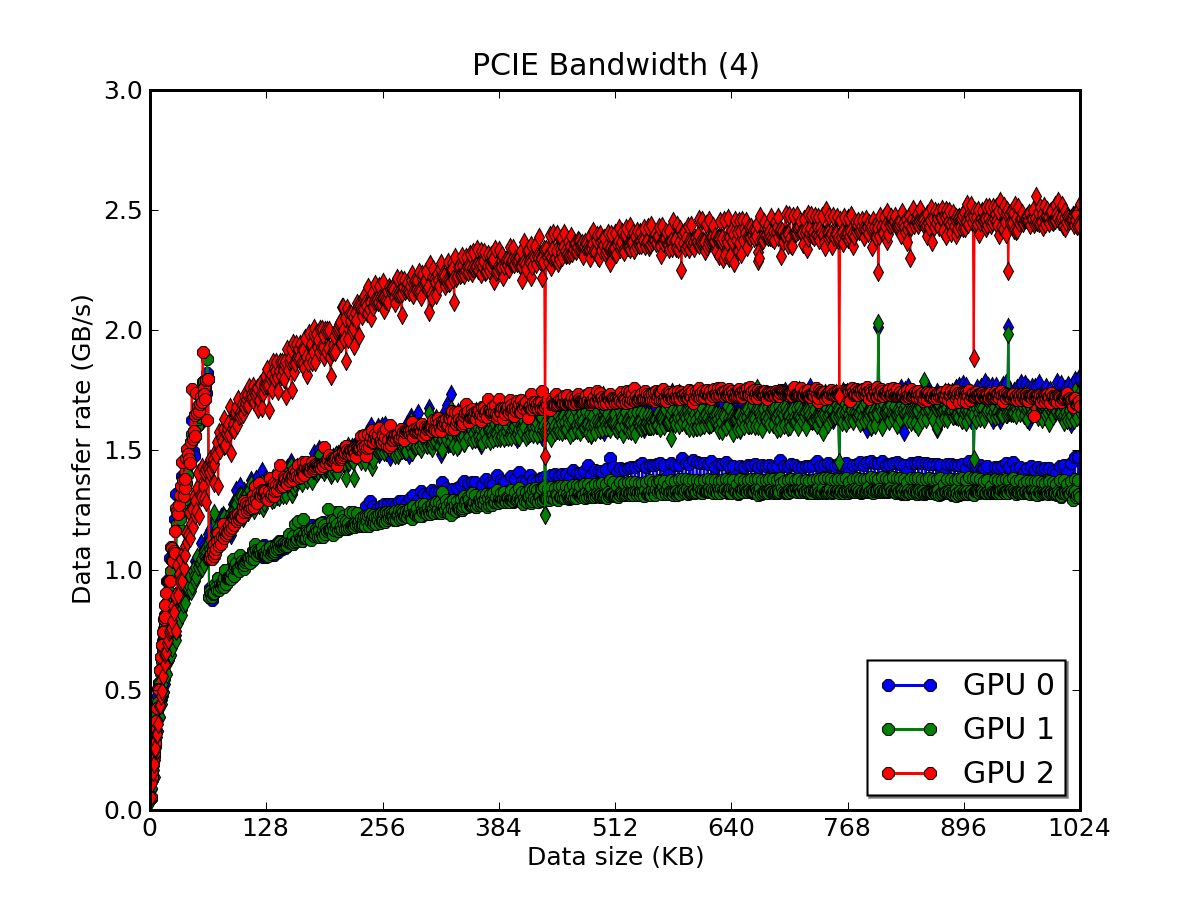 PCIE Bandwidth (4)
3.0
2.5
2.0
1.5
1.0
0.5
0.0
Data transfer rate (GB/s)
GPU 0
GPU 1
GPU 2
0 128 256 384 512 640 768 896 1024
Data size (KB)